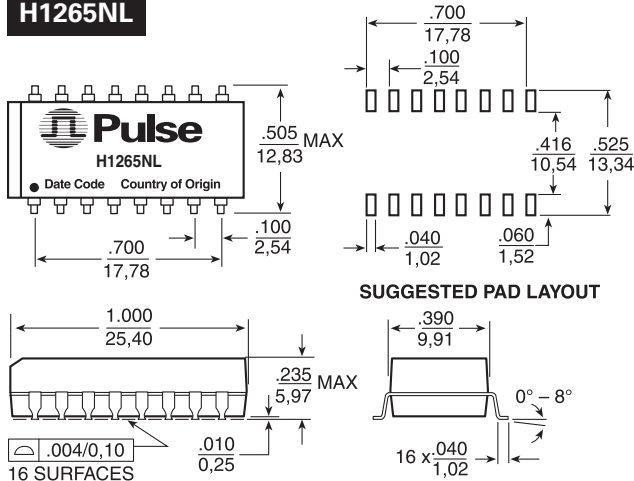 H1265NL
Pulse
H1265NL
Date Code Country of Origin
.505
12,83
MAX
.100
2,54
.700
17,78
.700
17,78
.100
2,54
.416
10,54
.525
13,34
.040
1,02
.060
1,52
SUGGESTED PAD LAYOUT
1.000
25,40
.235
5,97
MAX
.004/0,10
16 SURFACES
.010
0,25
.390
9,91
0° – 8°
16 x .040
1,02